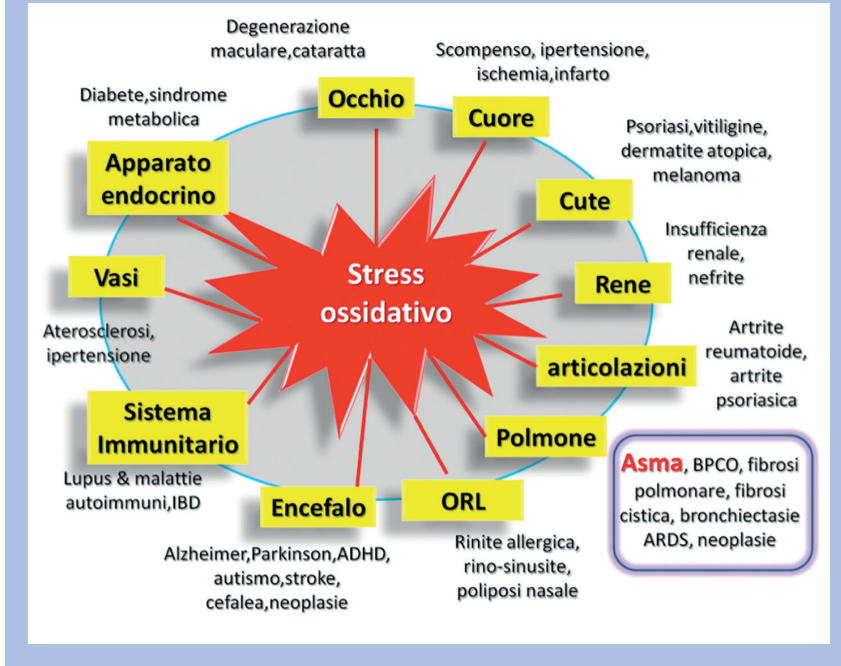 Degenerazione
maculare,cataratta
Occhio
Scompenso, ipertensione,
ischemia,infarto
Cuore
Psoriasi,vitiligine,
dermatite atopica,
melanoma
Cute
Insufficienza
renale,
nefrite
Rene
Artrite
reumatoide,
artrite
psoriasica
articolazioni
Polmone
Asma, BPCO, fibrosi
polmonare, fibrosi
cistica, bronchiectasie
ARDS, neoplasie
ORL
Rinite allergica,
rino-sinusite,
poliposi nasale
Encefalo
Alzheimer,Parkinson,ADHD,
autismo,stroke,
cefalea,neoplasie
Sistema
Immunitario
Lupus & malattie
autoimmuni,IBD
Vasi
Aterosclerosi,
ipertensione
Diabete,sindrome
metabolica
Apparato
endocrino
Stress
ossidativo